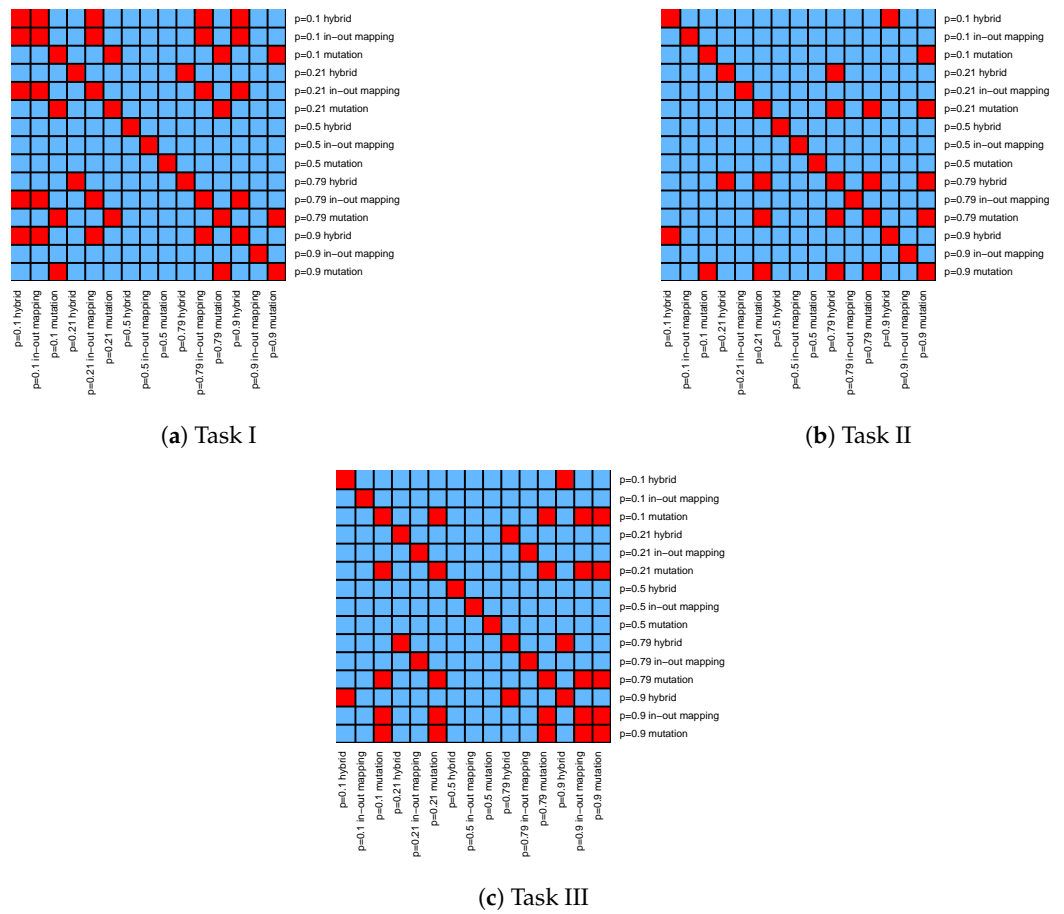 p=0.1 hybrid
p=0.1 in−out mapping
p=0.1 mutation
p=0.21 hybrid
p=0.21 in−out mapping
p=0.21 mutation
p=0.5 hybrid
p=0.5 in−out mapping
p=0.5 mutation
p=0.79 hybrid
p=0.79 in−out mapping
p=0.79 mutation
p=0.9 hybrid
p=0.9 in−out mapping
p=0.9 mutation
p=0.1 hybrid
p=0.1 in−out mapping
p=0.1 mutation
p=0.21 hybrid
p=0.21 in−out mapping
p=0.21 mutation
p=0.5 hybrid
p=0.5 in−out mapping
p=0.5 mutation
p=0.79 hybrid
p=0.79 in−out mapping
p=0.79 mutation
p=0.9 hybrid
p=0.9 in−out mapping
p=0.9 mutation
(a) Task I
p=0.1 hybrid
p=0.1 in−out mapping
p=0.1 mutation
p=0.21 hybrid
p=0.21 in−out mapping
p=0.21 mutation
p=0.5 hybrid
p=0.5 in−out mapping
p=0.5 mutation
p=0.79 hybrid
p=0.79 in−out mapping
p=0.79 mutation
p=0.9 hybrid
p=0.9 in−out mapping
p=0.9 mutation
p=0.1 hybrid
p=0.1 in−out mapping
p=0.1 mutation
p=0.21 hybrid
p=0.21 in−out mapping
p=0.21 mutation
p=0.5 hybrid
p=0.5 in−out mapping
p=0.5 mutation
p=0.79 hybrid
p=0.79 in−out mapping
p=0.79 mutation
p=0.9 hybrid
p=0.9 in−out mapping
p=0.9 mutation
(b) Task II
p=0.1 hybrid
p=0.1 in−out mapping
p=0.1 mutation
p=0.21 hybrid
p=0.21 in−out mapping
p=0.21 mutation
p=0.5 hybrid
p=0.5 in−out mapping
p=0.5 mutation
p=0.79 hybrid
p=0.79 in−out mapping
p=0.79 mutation
p=0.9 hybrid
p=0.9 in−out mapping
p=0.9 mutation
p=0.1 hybrid
p=0.1 in−out mapping
p=0.1 mutation
p=0.21 hybrid
p=0.21 in−out mapping
p=0.21 mutation
p=0.5 hybrid
p=0.5 in−out mapping
p=0.5 mutation
p=0.79 hybrid
p=0.79 in−out mapping
p=0.79 mutation
p=0.9 hybrid
p=0.9 in−out mapping
p=0.9 mutation
(c) Task III